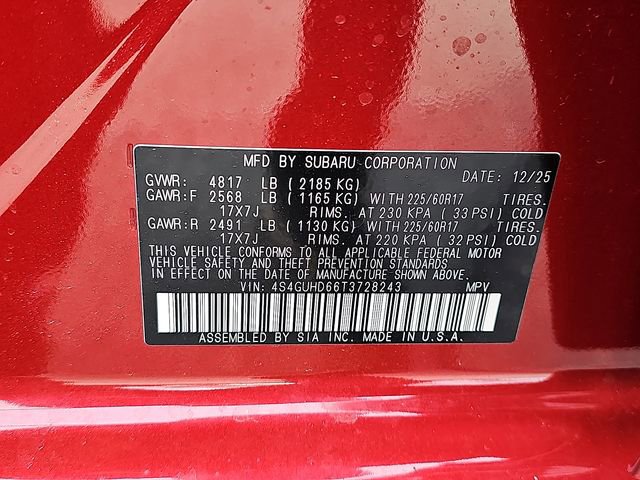 MFD BY SUBARU CORPORATION
DATE: 12/25
GVWR: 4817 LB (2185 KG)
GAWR:F 2568 LB (1165 KG) WITH 225/60R17 TIRES.
17X7J RIMS. AT 230 KPA (33 PSI) COLD
GAWR:R 2491 LB (1130 KG) WITH 225/60R17 TIRES.
17X7J RIMS. AT 220 KPA (32 PSI) COLD
THIS VEHICLE CONFORMS TO ALL APPLICABLE FEDERAL MOTOR
VEHICLE SAFETY AND THEFT PREVENTION STANDARDS
IN EFFECT ON THE DATE OF MANUFACTURE SHOWN ABOVE.
VIN: 4S4GUHD66T3728243 MPV
ASSEMBLED BY SIA INC. MADE IN U.S.A.